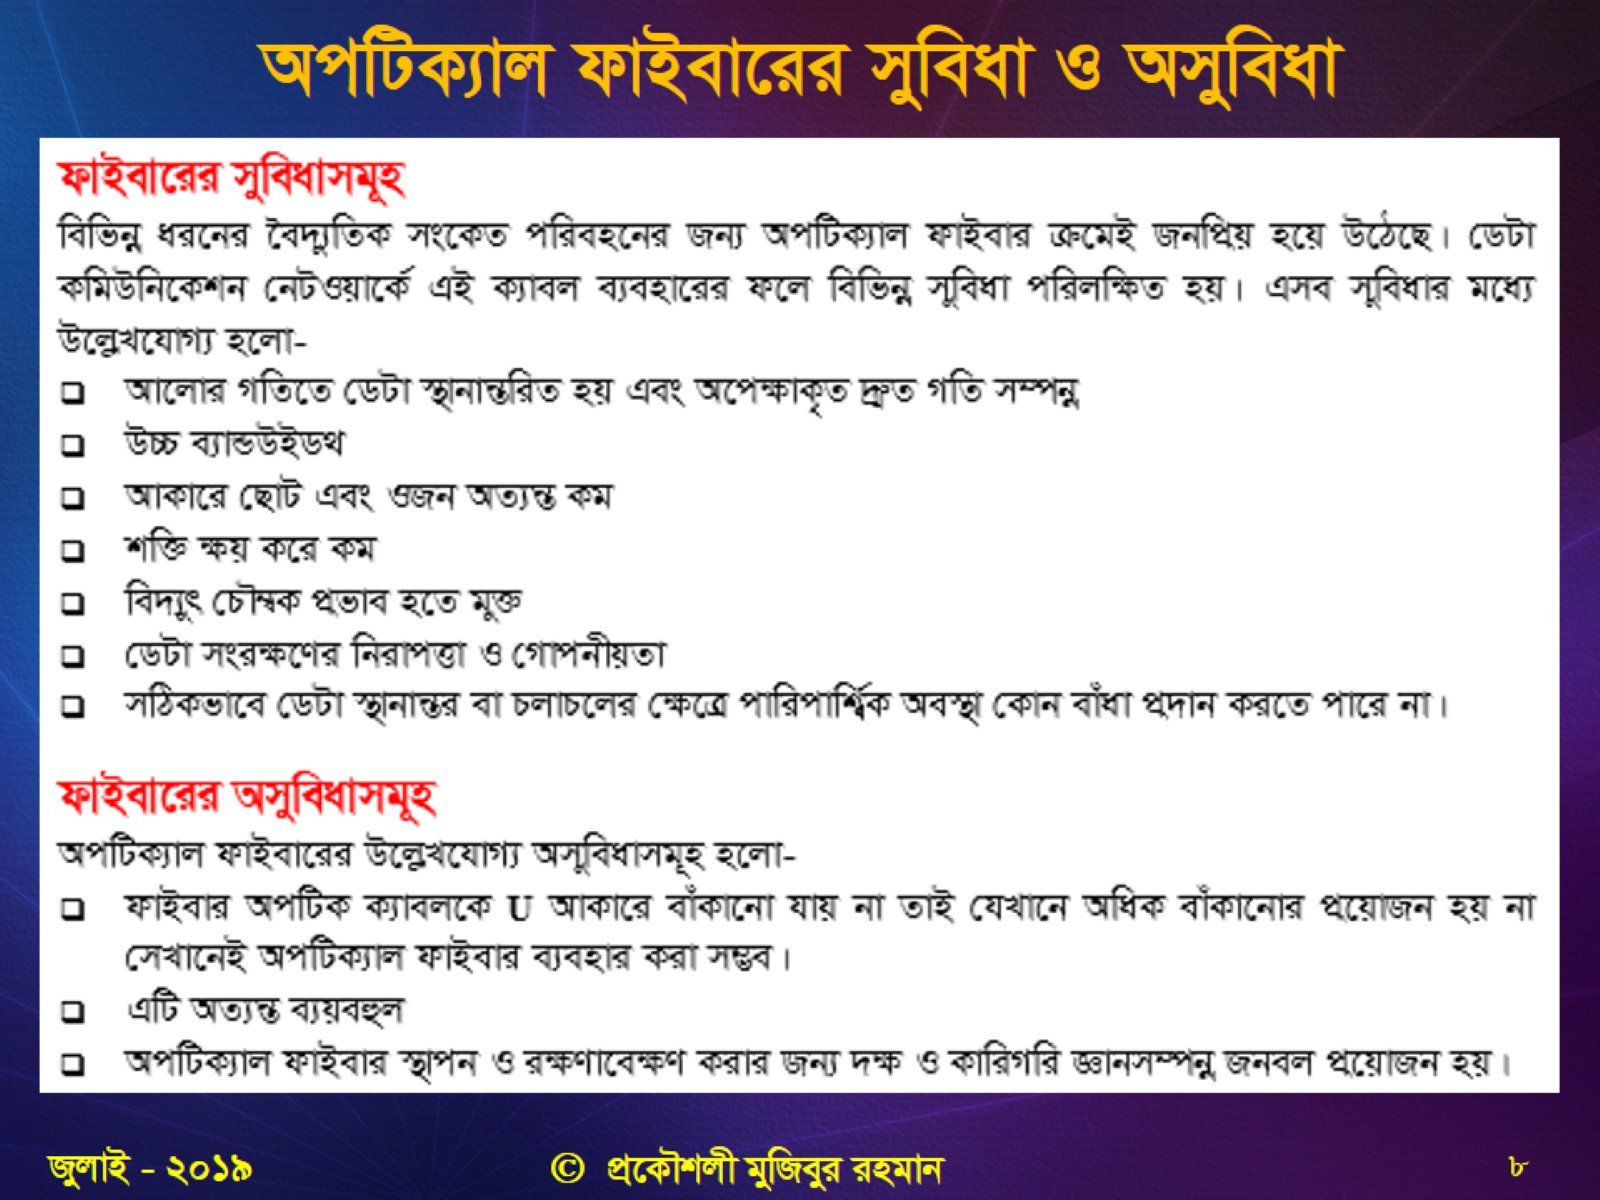 অপটিক্যাল ফাইবারের সুবিধা ও অসুবিধা
ফাইবারের সুবিধাসমূহ
বিভিন্ন ধরনের বৈদ্যুতিক সংকেত পরিবহনের জন্য অপটিক্যাল ফাইবার ক্রমেই জনপ্রিয় হয়ে উঠেছে। ডেটা
কমিউনিকেশন নেটওয়ার্কে এই ক্যাবল ব্যবহারের ফলে বিভিন্ন সুবিধা পরিলক্ষিত হয়। এসব সুবিধার মধ্যে
উল্লেখযোগ্য হলো-
❑ আলোর গতিতে ডেটা স্থানান্তরিত হয় এবং অপেক্ষাকৃত দ্রুত গতি সম্পন্ন
❑ উচ্চ ব্যান্ডউইডথ
❑ আকারে ছোট এবং ওজন অত্যন্ত কম
❑ শক্তি ক্ষয় করে কম
❑ বিদ্যুৎ চৌম্বক প্রভাব হতে মুক্ত
❑ ডেটা সংরক্ষণের নিরাপত্তা ও গোপনীয়তা
❑ সঠিকভাবে ডেটা স্থানান্তর বা চলাচলের ক্ষেত্রে পারিপার্শ্বিক অবস্থা কোন বাঁধা প্রদান করতে পারে না।
ফাইবারের অসুবিধাসমূহ
অপটিক্যাল ফাইবারের উল্লেখযোগ্য অসুবিধাসমূহ হলো-
❑ ফাইবার অপটিক ক্যাবলকে U আকারে বাঁকানো যায় না তাই যেখানে অধিক বাঁকানোর প্রয়োজন হয় না
সেখানেই অপটিক্যাল ফাইবার ব্যবহার করা সম্ভব।
❑ এটি অত্যন্ত ব্যয়বহুল
❑ অপটিক্যাল ফাইবার স্থাপন ও রক্ষণাবেক্ষণ করার জন্য দক্ষ ও কারিগরি জ্ঞানসম্পন্ন জনবল প্রয়োজন হয়।
জুলাই - ২০১৯ © প্রকৌশলী মুজিবুর রহমান ৮